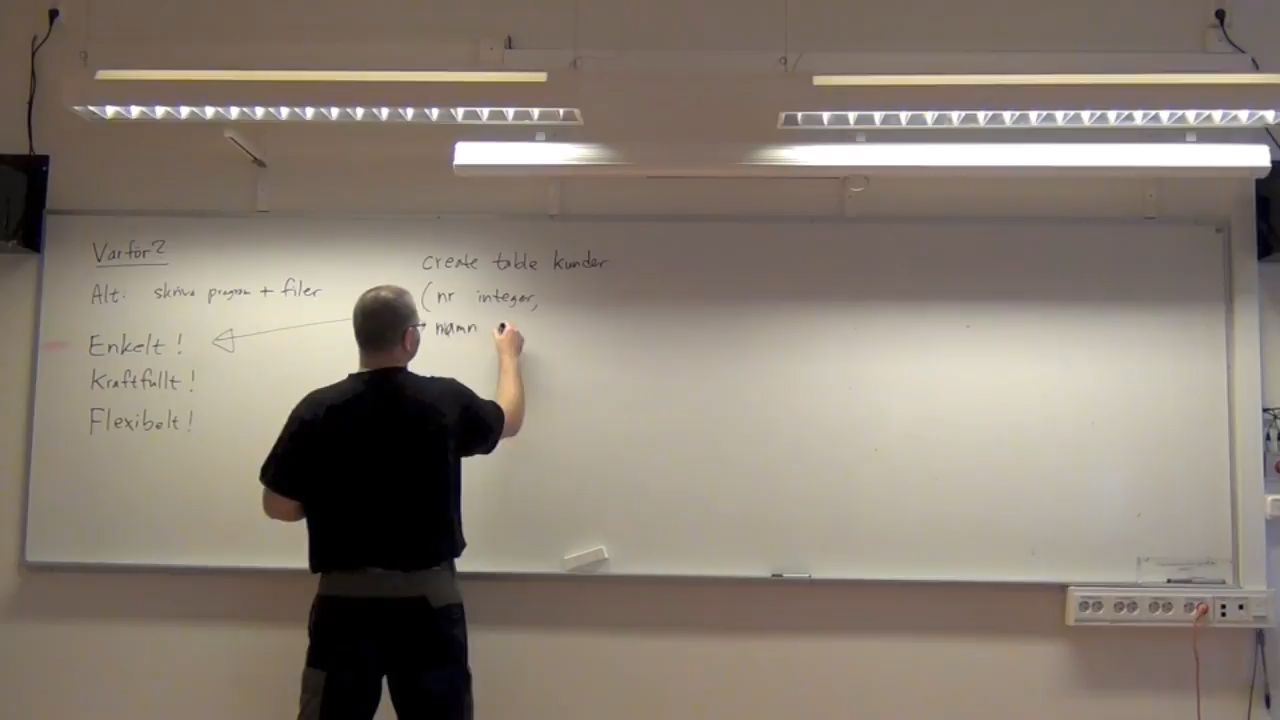 Varför?
Alt: skriva program + filer
Enkelt!
Kraftfullt!
Flexibelt!
create table kunder
(nr integer,
namn